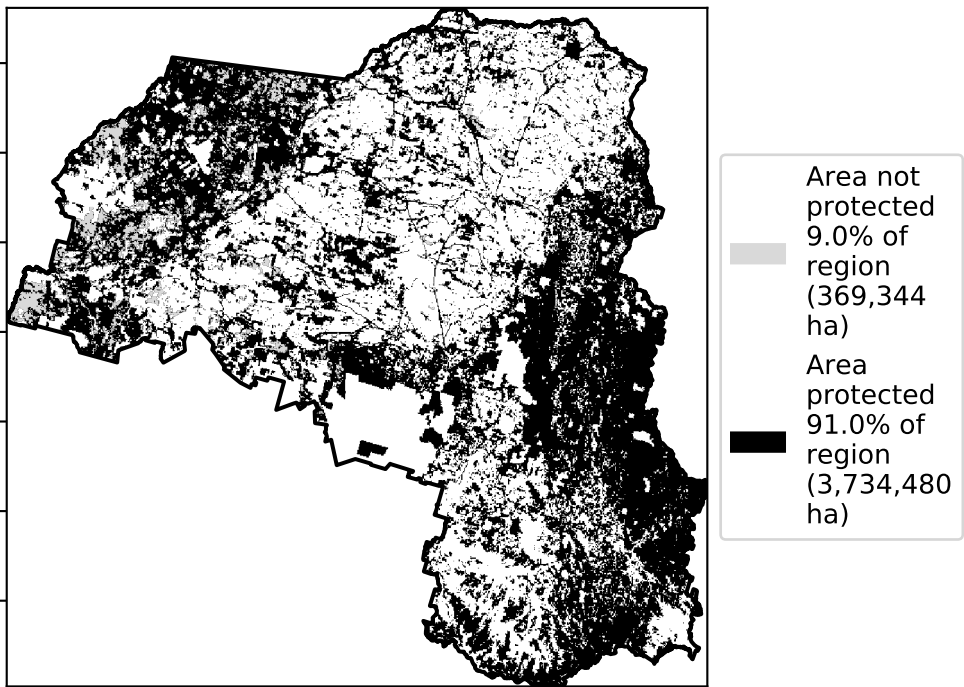 Area not
protected
9.0% of
region
(369,344
ha)
Area
protected
91.0% of
region
(3,734,480
ha)